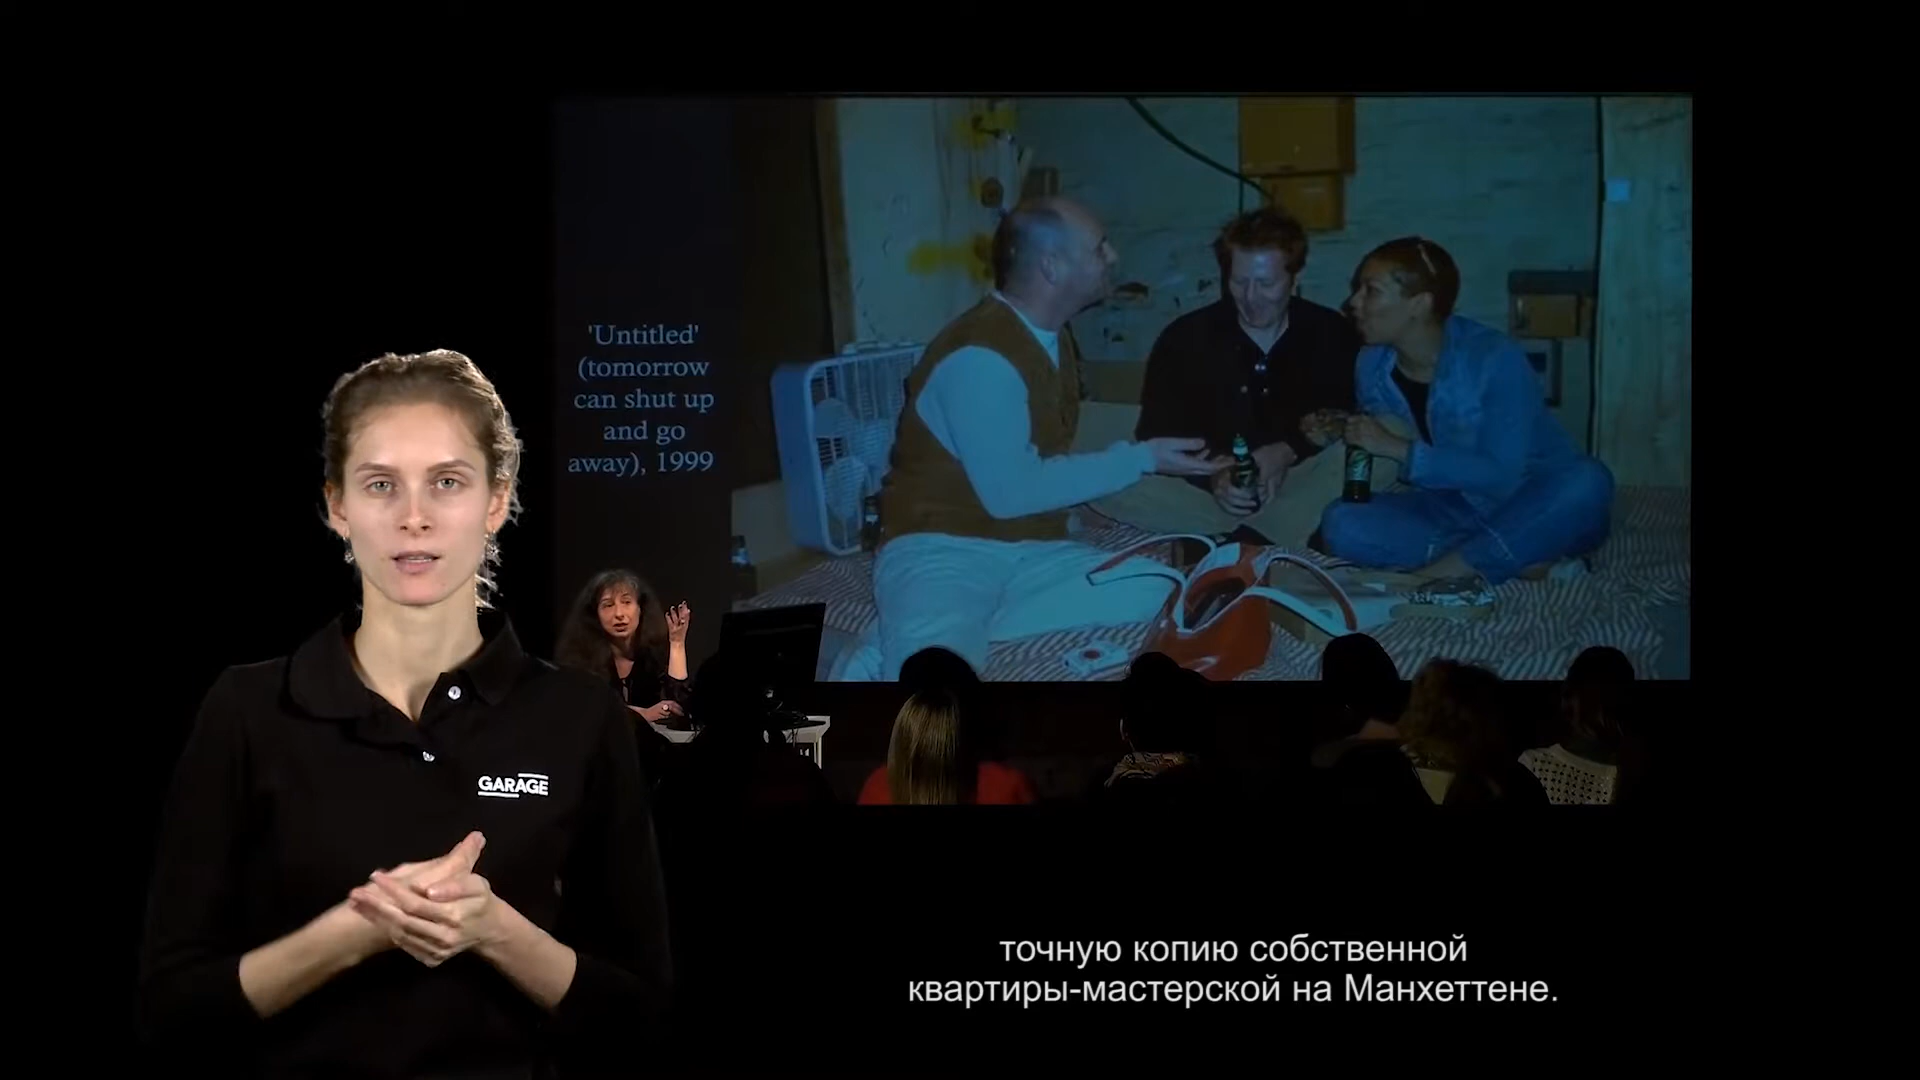 'Untitled'
(tomorrow
can shut up
and go
away), 1999
GARAGE
точную копию собственной
квартиры-мастерской на Манхеттене.